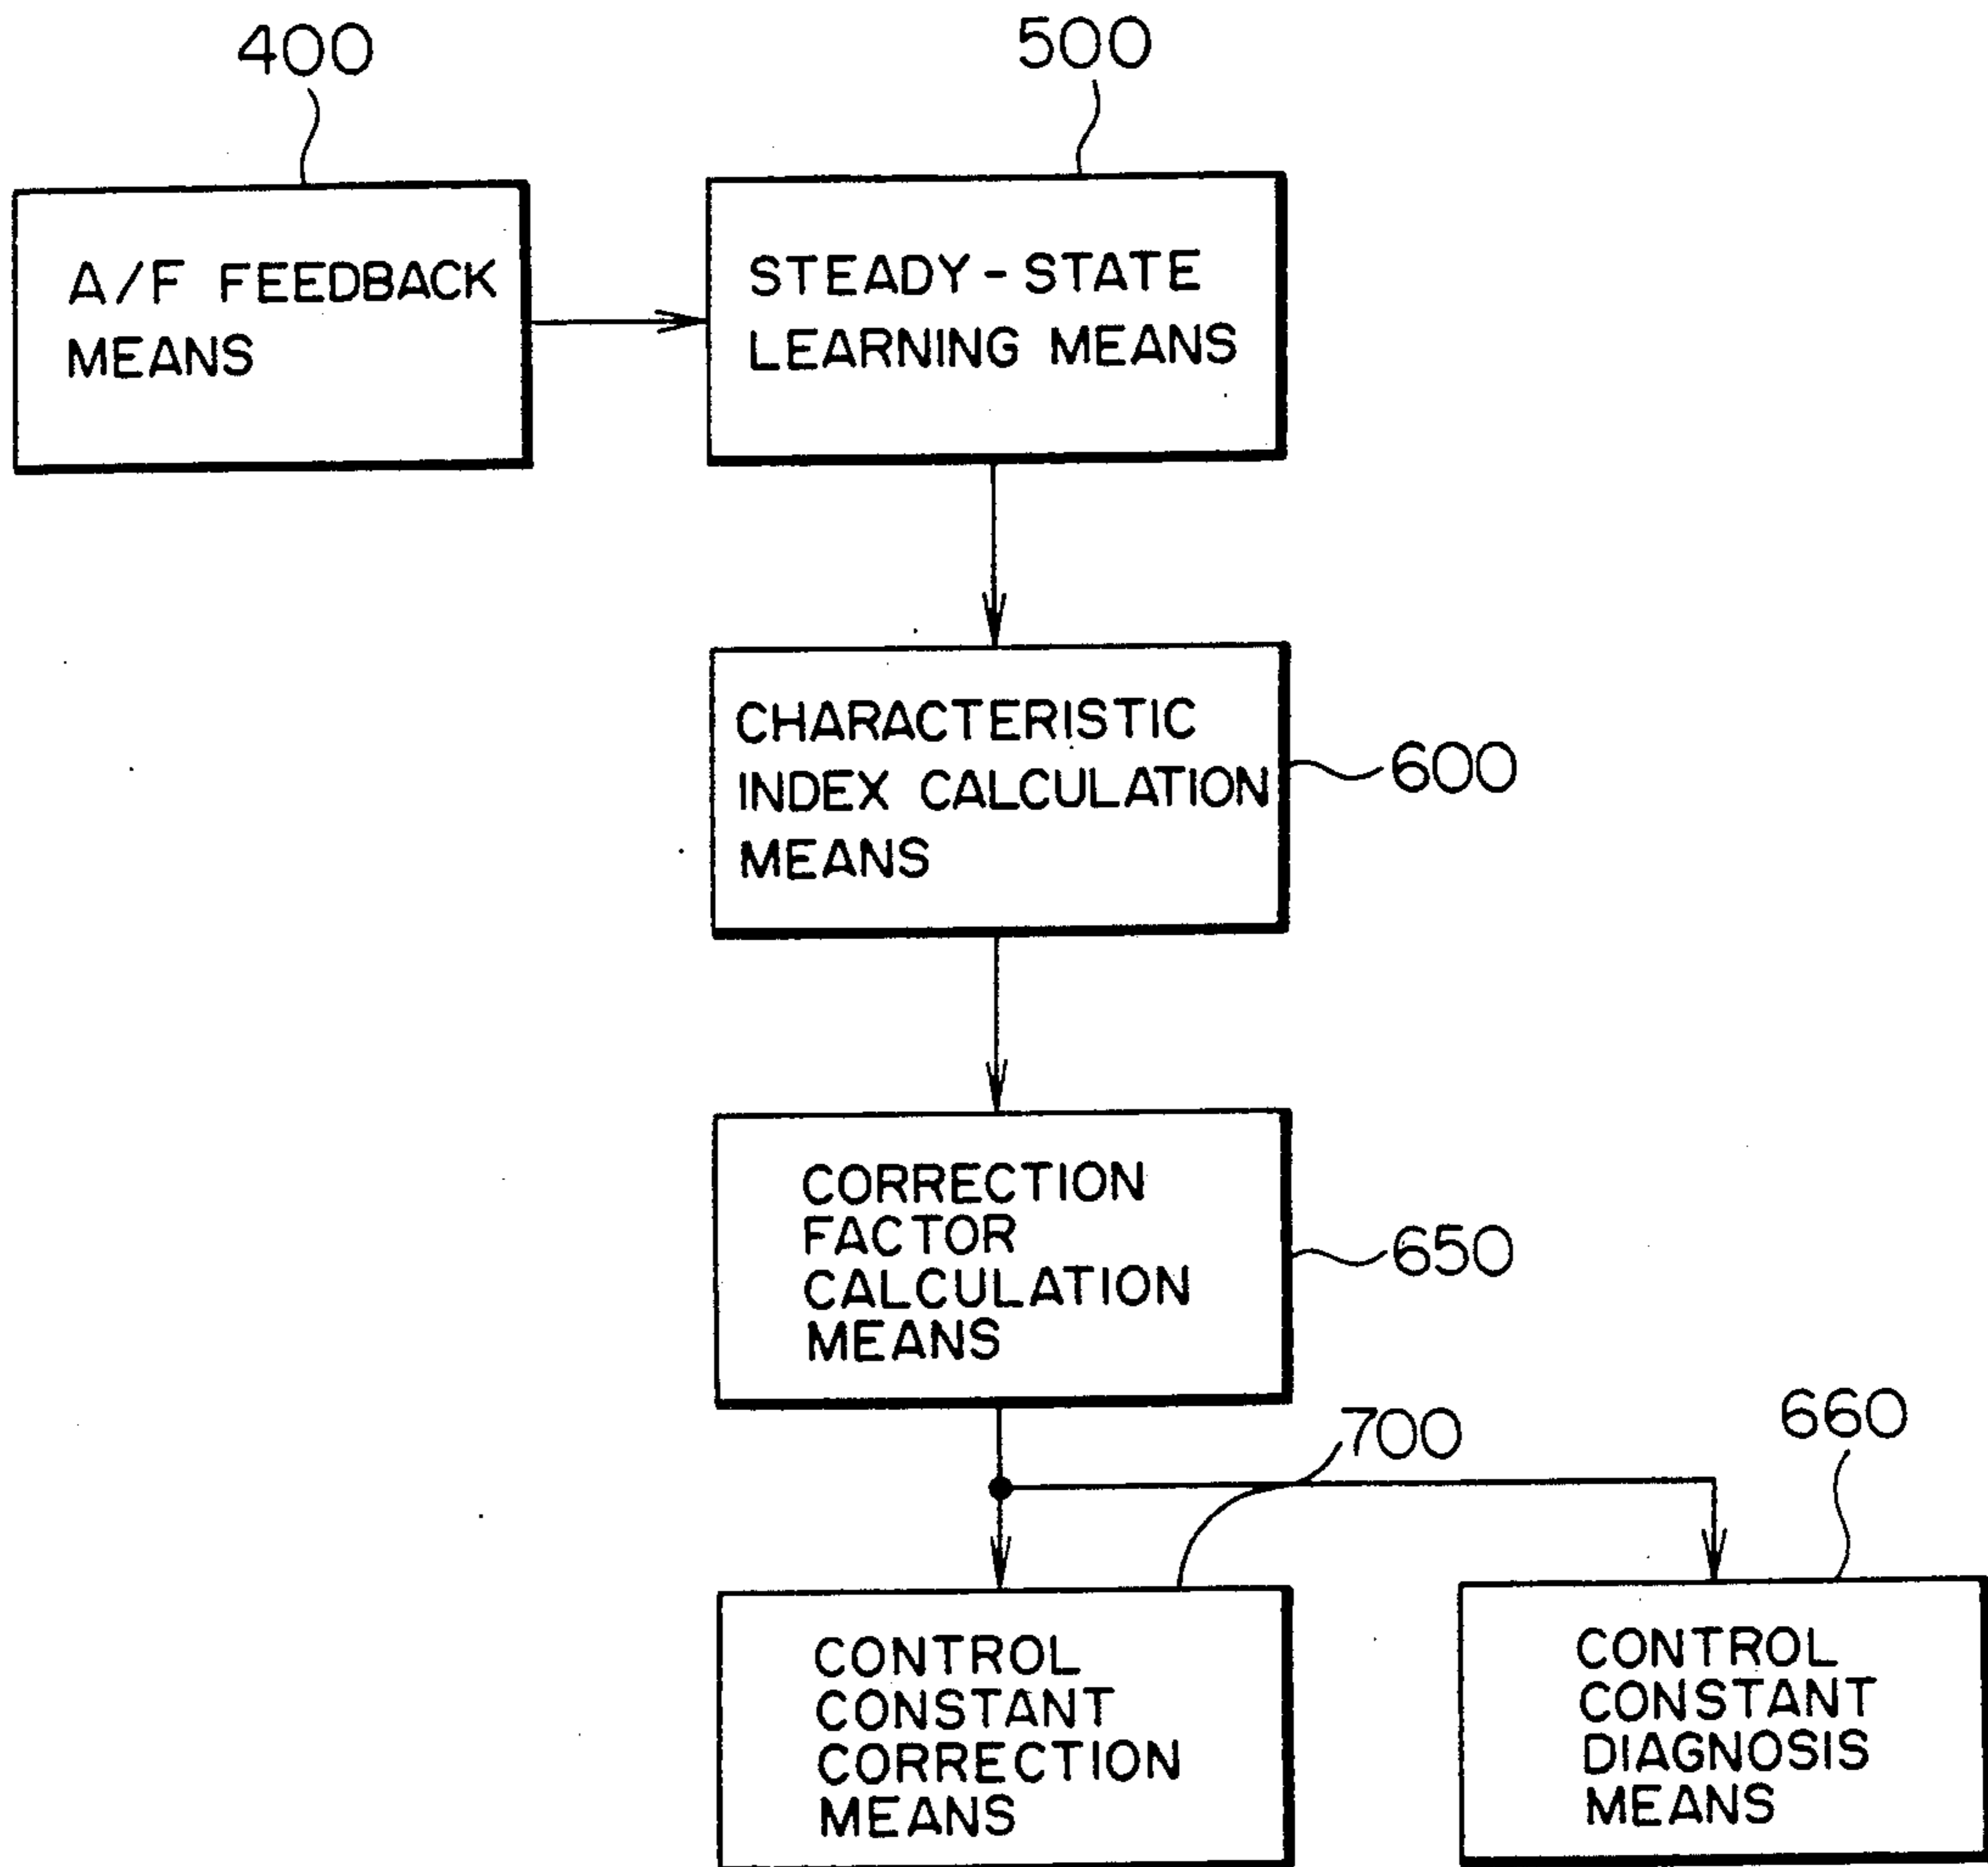 400
500
A/F FEEDBACK
MEANS
STEADY-STATE
LEARNING MEANS
CHARACTERISTIC
INDEX CALCULATION
MEANS
600
CORRECTION
FACTOR
CALCULATION
MEANS
650
700
660
CONTROL
CONSTANT
CORRECTION
MEANS
CONTROL
CONSTANT
DIAGNOSIS
MEANS